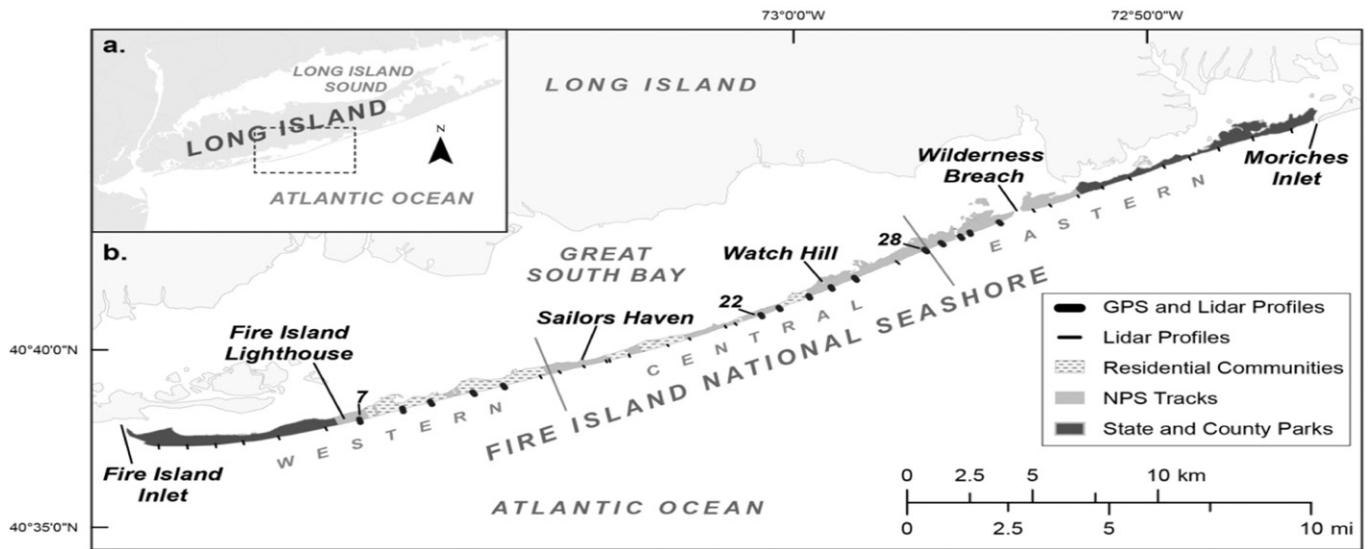 73°0'0"W
72°50'0"W
a.
LONG ISLAND
SOUND
LONG ISLAND
N
ATLANTIC OCEAN
LONG ISLAND
Wilderness
Breach
Moriches
Inlet
b.
GREAT
SOUTH BAY
Watch Hill
28
EASTERN
22
Sailors Haven
CENTRAL
Fire Island
Lighthouse
7
WESTERN
FIRE ISLAND NATIONAL SEASHORE
40°40'0"N
Fire Island
Inlet
ATLANTIC OCEAN
40°35'0"N
GPS and Lidar Profiles
Lidar Profiles
Residential Communities
NPS Tracks
State and County Parks
0 2.5 5 10 km
0 2.5 5 10 mi